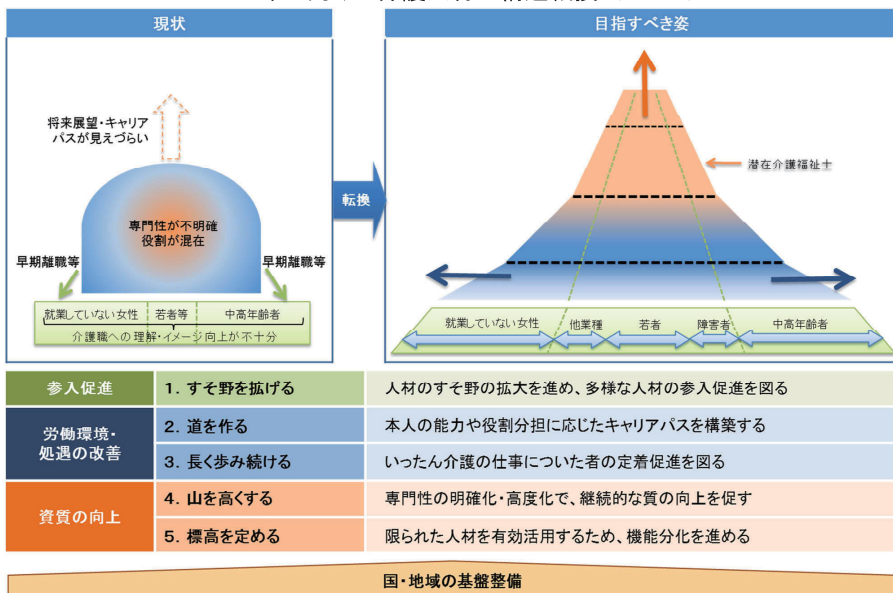 現状
将来展望・キャリア
パスが見えづらい
専門性が不明確
役割が混在
早期離職等
早期離職等
就業していない女性
若者等
中高年齢者
介護職への理解・イメージ向上が不十分
転換
目指すべき姿
潜在介護福祉士
就業していない女性
他業種
若者
障害者
中高年齢者
参入促進
1. すそ野を拡げる
人材のすそ野の拡大を進め、多様な人材の参入促進を図る
労働環境・
処遇の改善
2. 道を作る
本人の能力や役割分担に応じたキャリアパスを構築する
3. 長く歩み続ける
いったん介護の仕事についた者の定着促進を図る
資質の向上
4. 山を高くする
専門性の明確化・高度化で、継続的な質の向上を促す
5. 標高を定める
限られた人材を有効活用するため、機能分化を進める
国・地域の基盤整備